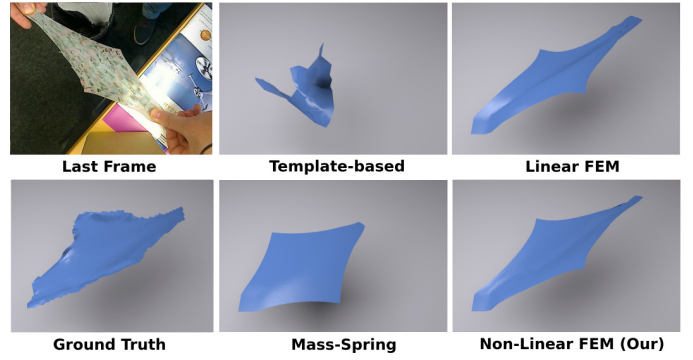 Last Frame
Template-based
Linear FEM
Ground Truth
Mass-Spring
Non-Linear FEM (Our)